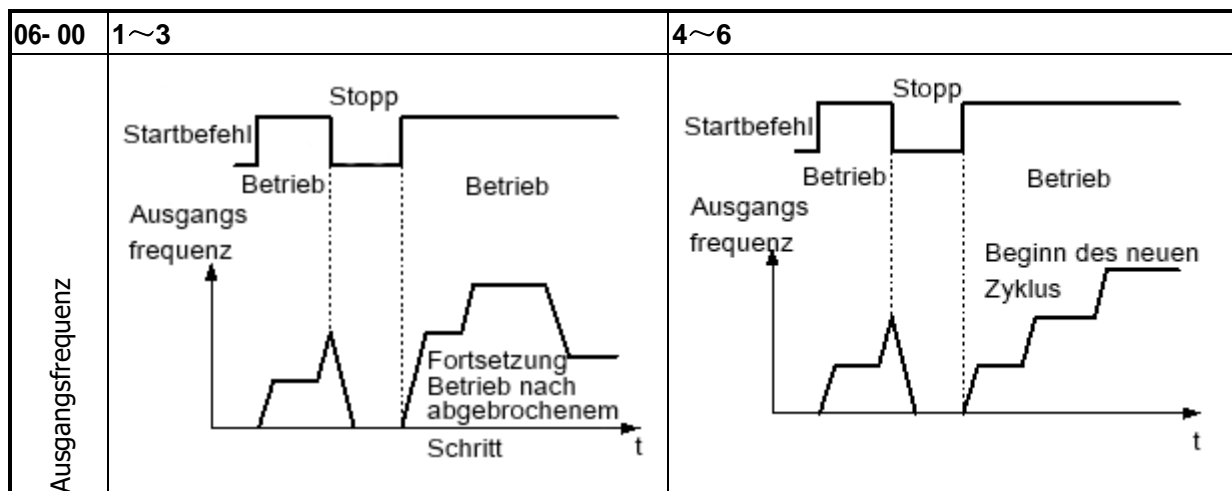 06- 00 1～3 4～6
Stopp
Startbefehl
Betrieb Betrieb
Ausgangs
frequenz
Fortsetzung
Betrieb nach
abgebrochenem
Schritt
t
Stopp
Startbefehl
Betrieb Betrieb
Ausgangs
frequenz
Beginn des neuen
Zyklus
t
Ausgangsfrequenz